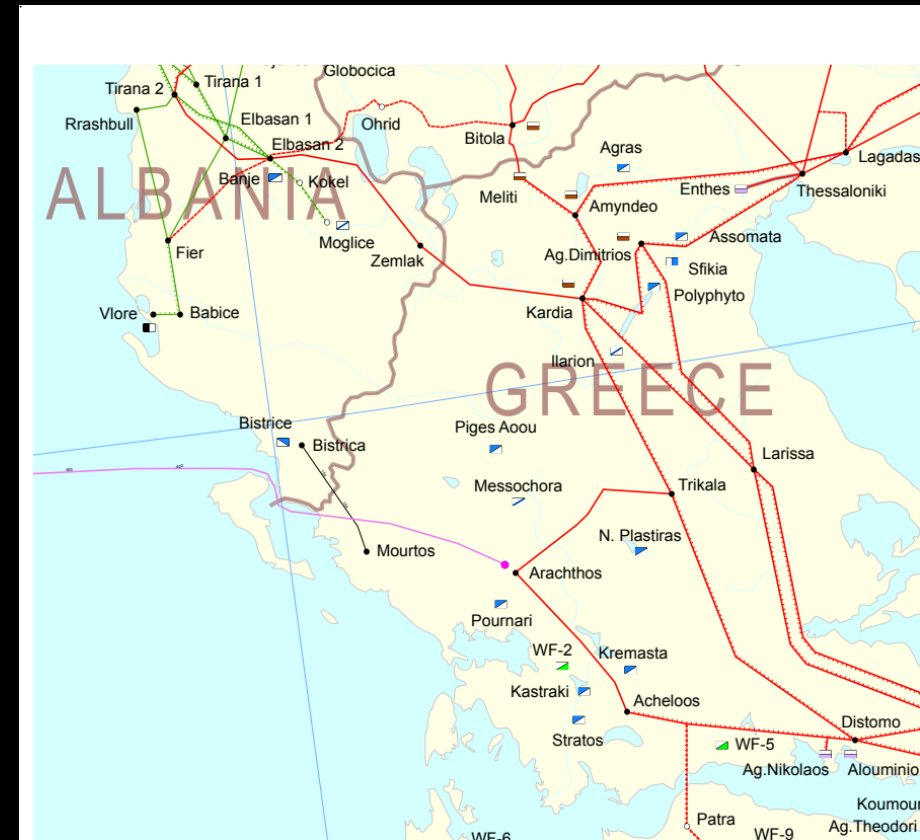 Globocica
Tirana 2
Tirana 1
Rrashbull
Elbasan 1
Ohrid
Bitola
Elbasan 2
Agras
Lagadas
ALBANIA
Banje
Kokel
Meliti
Enthes
Thessaloniki
Amyndeo
Moglice
Assomata
Fier
Zemlak
Ag.Dimitrios
Sfikia
Polyphyto
Vlore
Babice
Kardia
Ilarion
GREECE
Bistrice
Piges Aoou
Bistrica
Larissa
Messochora
Trikala
N. Plastiras
Mourtos
Arachthos
Pournari
WF-2
Kremasta
Kastraki
Acheloos
Distomo
Stratos
WF-5
Ag.Nikolaos
Alouminio
Koumour
Patra
Ag.Theodori
WF-9
WF-6